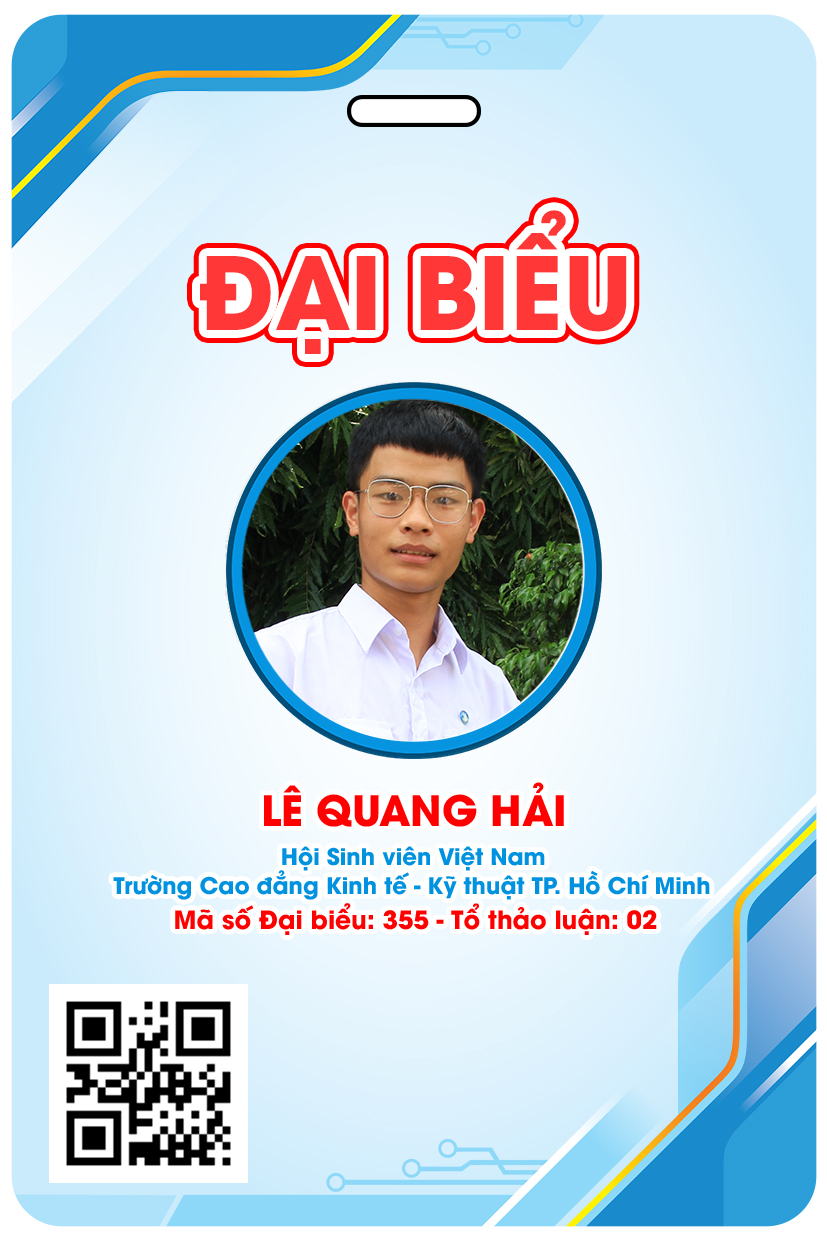 ĐẠI BIỂU
LÊ QUANG HẢI
Hội Sinh viên Việt Nam
Trường Cao đẳng Kinh tế - Kỹ thuật TP. Hồ Chí Minh
Mã số Đại biểu: 355 - Tổ thảo luận: 02